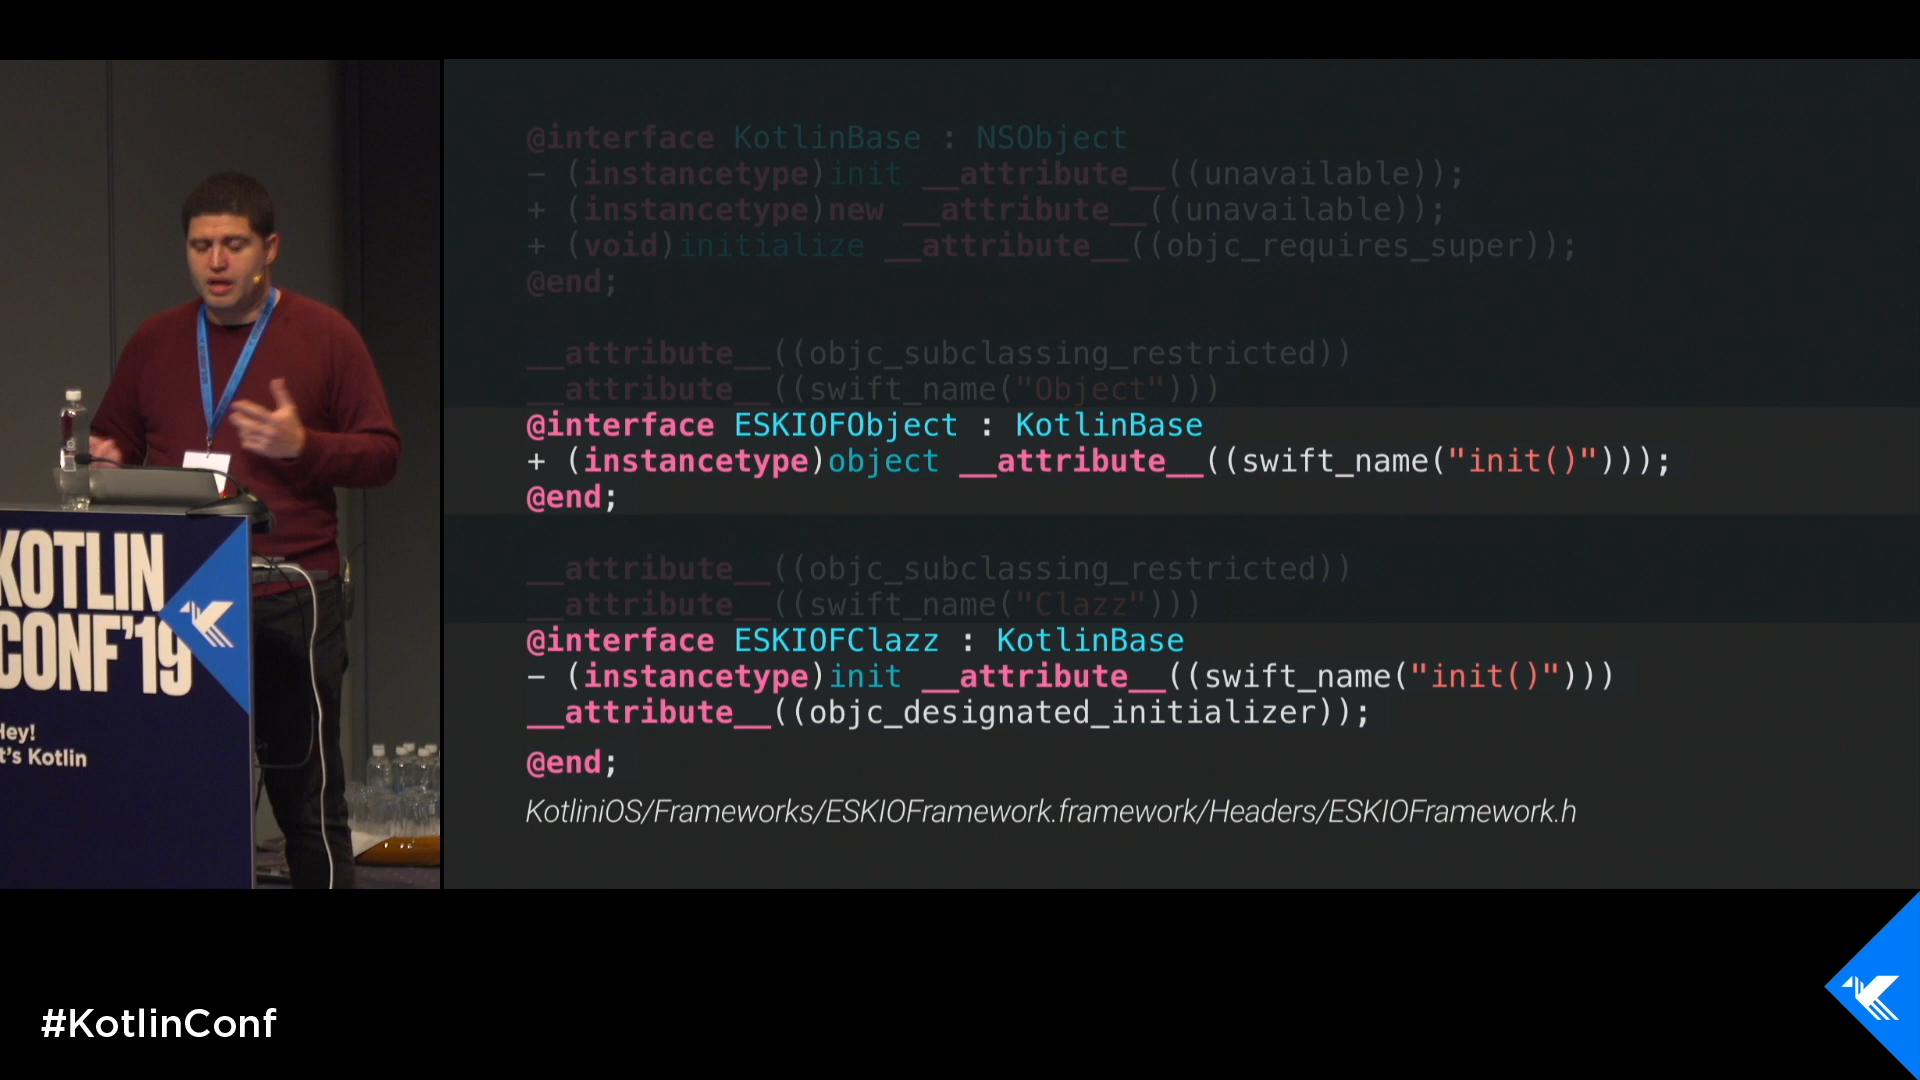 @interface KotlinBase : NSObject
- (instancetype)init __attribute__((unavailable));
+ (instancetype)new __attribute__((unavailable));
+ (void)initialize __attribute__((objc_requires_super));
@end;
__attribute__((objc_subclassing_restricted))
__attribute__((swift_name("Object")))
@interface ESKIOFObject : KotlinBase
+ (instancetype)object __attribute__((swift_name("init()")));
@end;
__attribute__((objc_subclassing_restricted))
__attribute__((swift_name("Clazz")))
@interface ESKIOFClazz : KotlinBase
- (instancetype)init __attribute__((swift_name("init()")))
__attribute__((objc_designated_initializer));
@end;
KotliniOS/Frameworks/ESKIOFramework.framework/Headers/ESKIOFramework.h
KOTLIN
CONF'19
Hey!
It's Kotlin
#KotlinConf